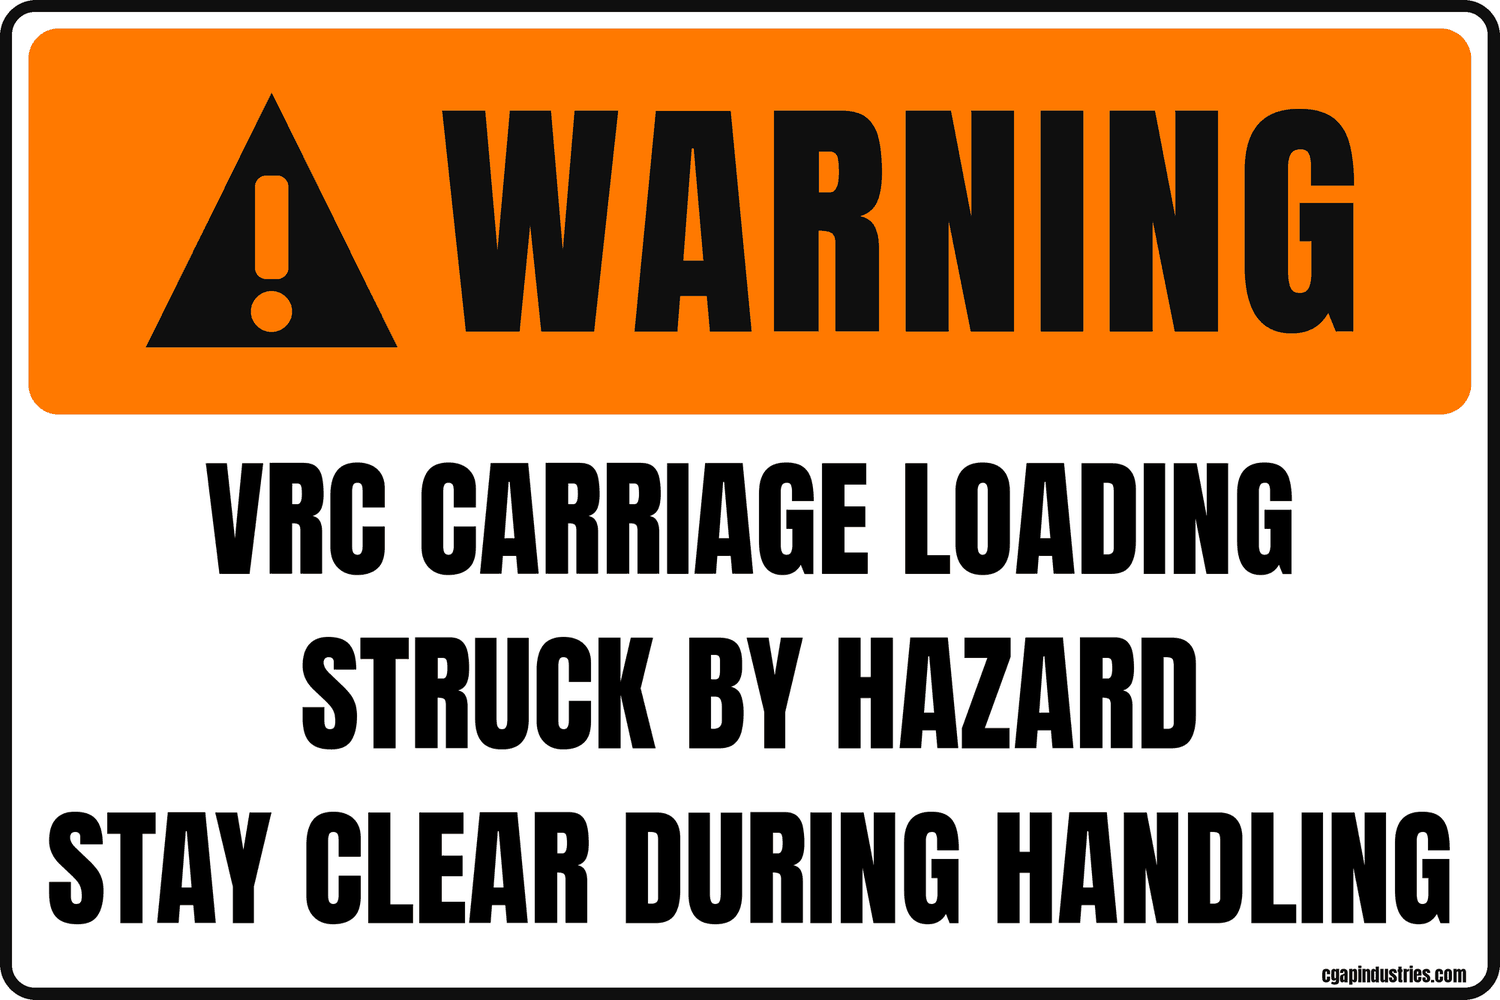 WARNING
VRC CARRIAGE LOADING
STRUCK BY HAZARD
STAY CLEAR DURING HANDLING
cgapindustries.com